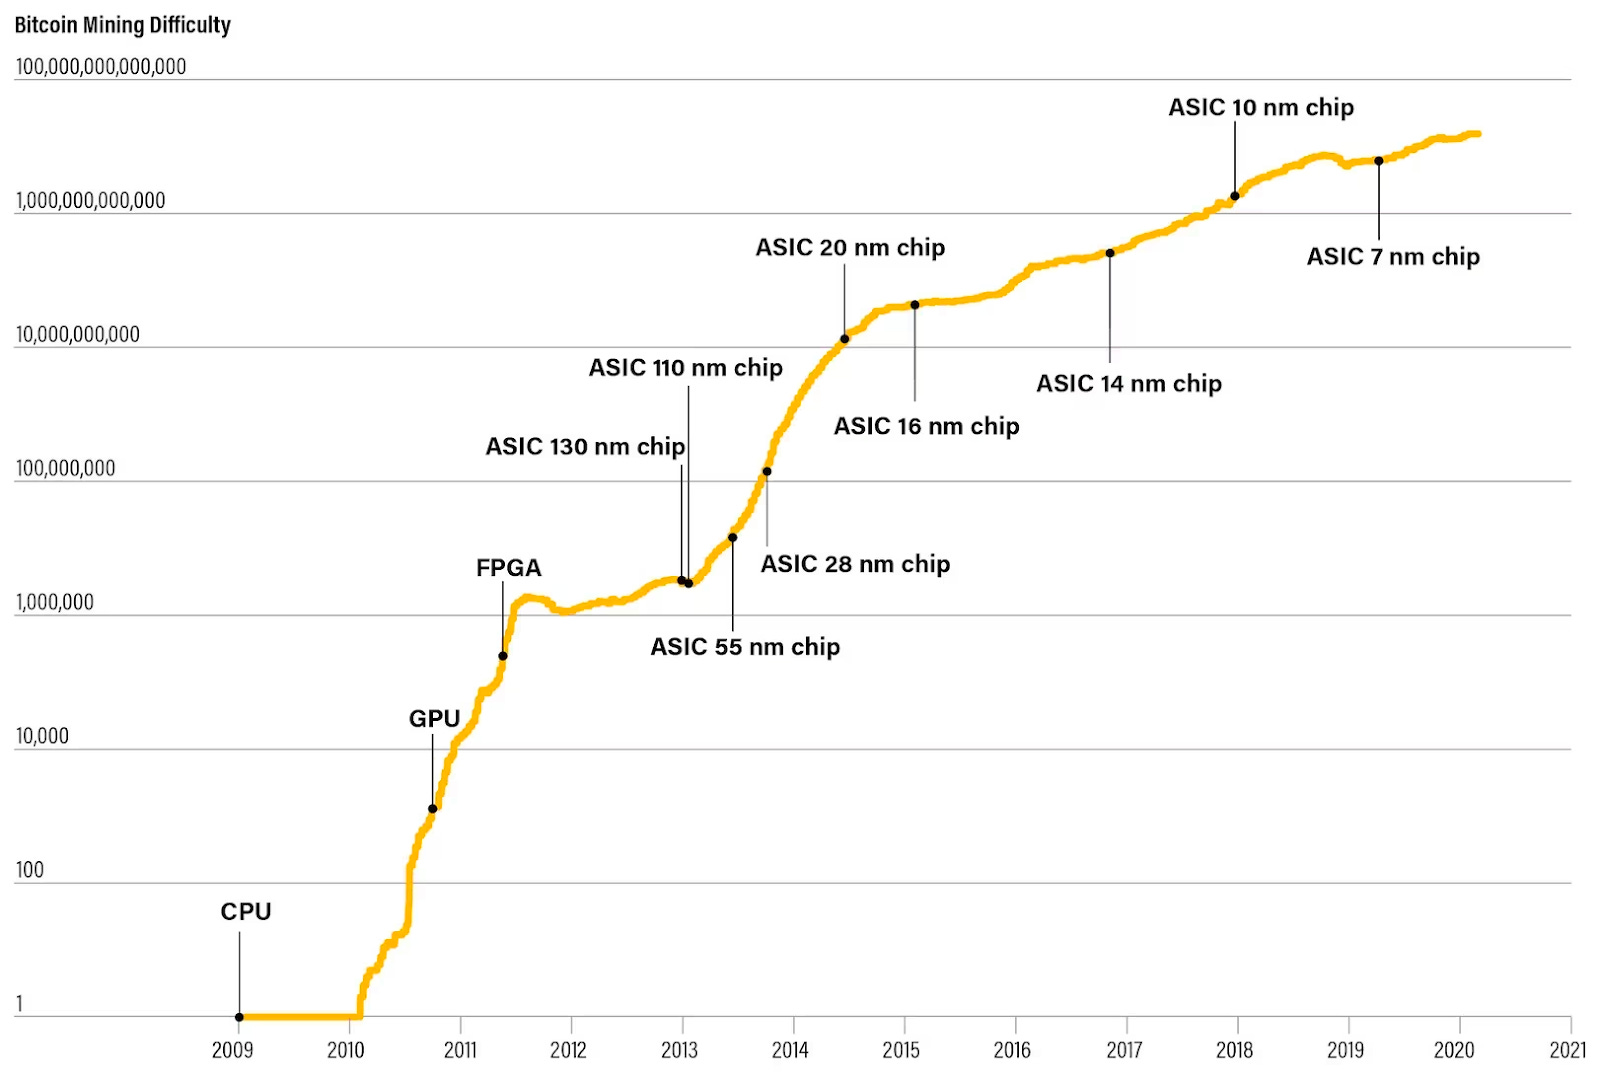 Bitcoin Mining Difficulty
100,000,000,000,000
ASIC 10 nm chip
1,000,000,000,000
ASIC 20 nm chip
ASIC 7 nm chip
10,000,000,000
ASIC 110 nm chip
ASIC 14 nm chip
ASIC 16 nm chip
ASIC 130 nm chip
100,000,000
ASIC 28 nm chip
FPGA
1,000,000
ASIC 55 nm chip
GPU
10,000
100
CPU
1
2009 2010 2011 2012 2013 2014 2015 2016 2017 2018 2019 2020 2021